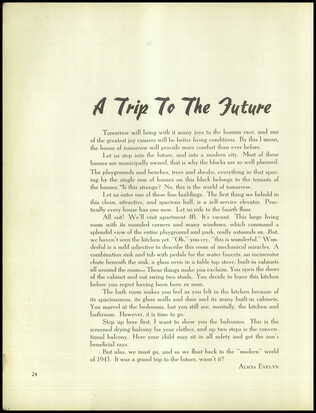 A Trip To The Future
Tomorrow will bring with it many joys to the human race, and one
of the greatest joy causers will be better living conditions. By this I mean,
the home of tomorrow will provide more comfort than ever before.
Let us step into the future, and into a modern city. Most of these
houses are municipally owned, that is why the blocks are so well planned.
The playgrounds and benches, trees and shrubs, everything in that space
by the single row of houses on this block belongs to the tenants of
the houses. "Is this strange? No, this is the world of tomorrow.
Let us enter one of these fine buildings. The first thing we behold in
this clean, attractive, and spacious hall, is a self-service elevator. Prac-
tically every house has one now. Let us ride to the fourth floor.
All out! We'll visit apartment 4B. It's vacant. This large living
room with its rounded corners and many windows, which command a
splendid view of the entire playground and park, really astounds us. But
we haven't seen the kitchen yet. "Oh," you cry, "this is wonderful." Won-
derful is a mild adjective to describe this room of mechanical miracles. A
combination sink and tub with pedals for the water faucets, an incinerator
chute beneath the sink, a glass oven in a table top stove, built-in cabinets
all around the room— These things make you exclaim. You open the doors
of the cabinet and out swing two stools. You decide to leave this kitchen
before you regret having been born so soon.
The bath room makes you feel as you felt in the kitchen because of
its spaciousness, its glass walls and door and its many built-in cabinets.
You marvel at the bedrooms, but you still see, mentally, the kitchen and
bathroom. However, it is time to go.
Step up here first. I want to show you the balconies. This is the
screened drying balcony for your clothes, and up two steps is the conven-
tional balcony. Here your child may sit in all safety and get the sun's
beneficial rays.
But alas, we must go, and so we float back to the "modern" world
of 1943. It was a grand trip to the future, wasn't it?
Alicia Evelyn
24